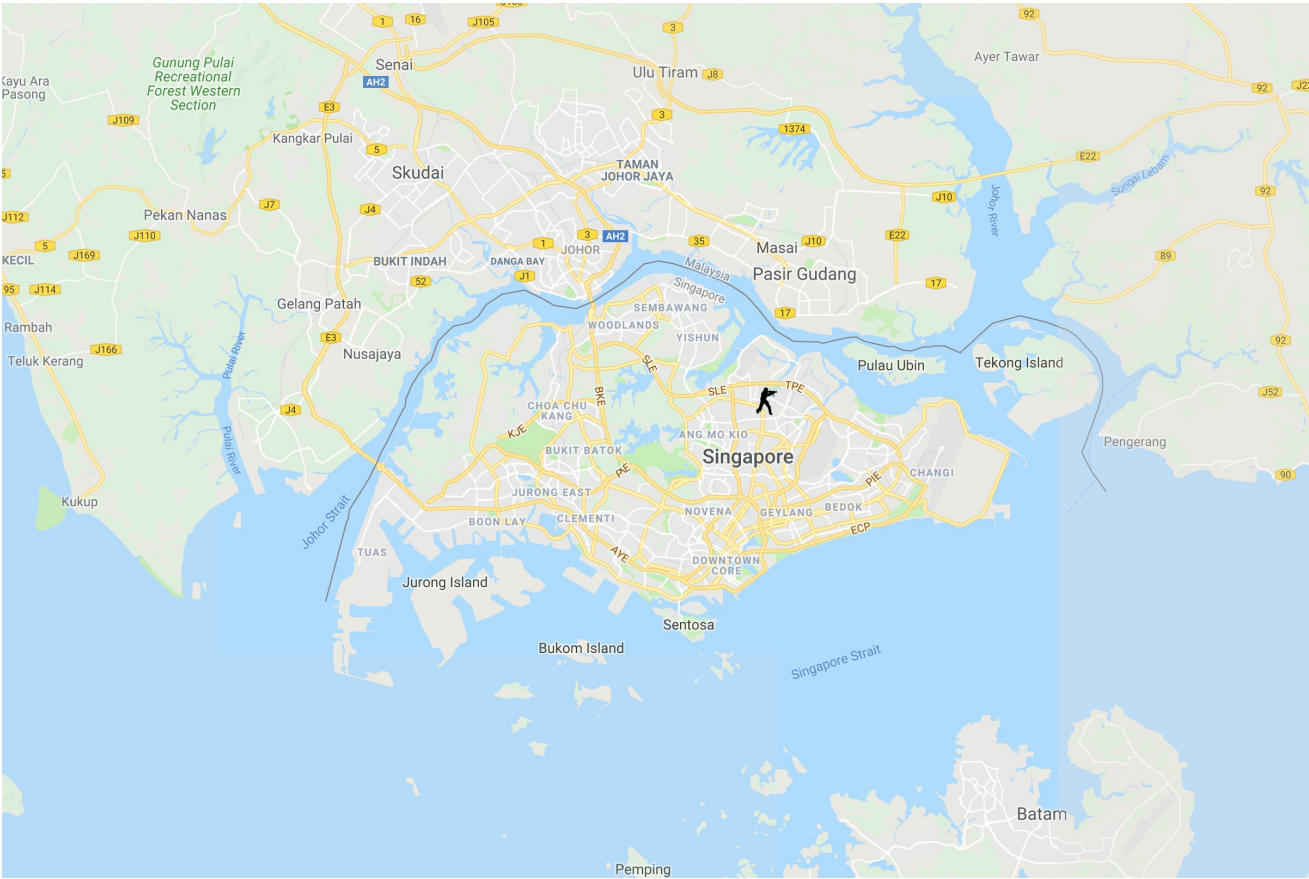 92
1
16
J105
3
Ayer Tawar
Senai
Gunung Pulai
Recreational
Forest Western
Section
AH2
Ulu Tiram
J8
Kayu Ara
Pasong
92
E3
J109
3
1374
Kangkar Pulai
5
E22
TAMAN
JOHOR JAYA
Skudai
5
Sungai Lebam
92
J10
Johor River
J7
J4
Pekan Nanas
J112
J110
3
AH2
E22
1
35
J10
5
JOHOR
Masai
J169
KECIL
BUKIT INDAH
DANGA BAY
89
Malaysia
Pasir Gudang
J1
52
17
95
J114
Singapore
Gelang Patah
SEMBAWANG
17
Rambah
WOODLANDS
E3
YISHUN
92
J166
Nusajaya
Teluk Kerang
Pulai River
SLE
Pulau Ubin
Tekong Island
SLE
TPE
J52
BKE
J4
CHOA CHU
KANG
KJE
ANG MO KIO
Pengerang
Pulai River
BUKIT BATOK
Singapore
PIE
CHANGI
90
PIE
JURONG EAST
Kukup
BEDOK
NOVENA
GEYLANG
Johor Strait
BOON LAY
CLEMENTI
ECP
TUAS
AYE
DOWNTOWN
CORE
Jurong Island
Sentosa
Bukom Island
Singapore Strait
Batam
Pemping